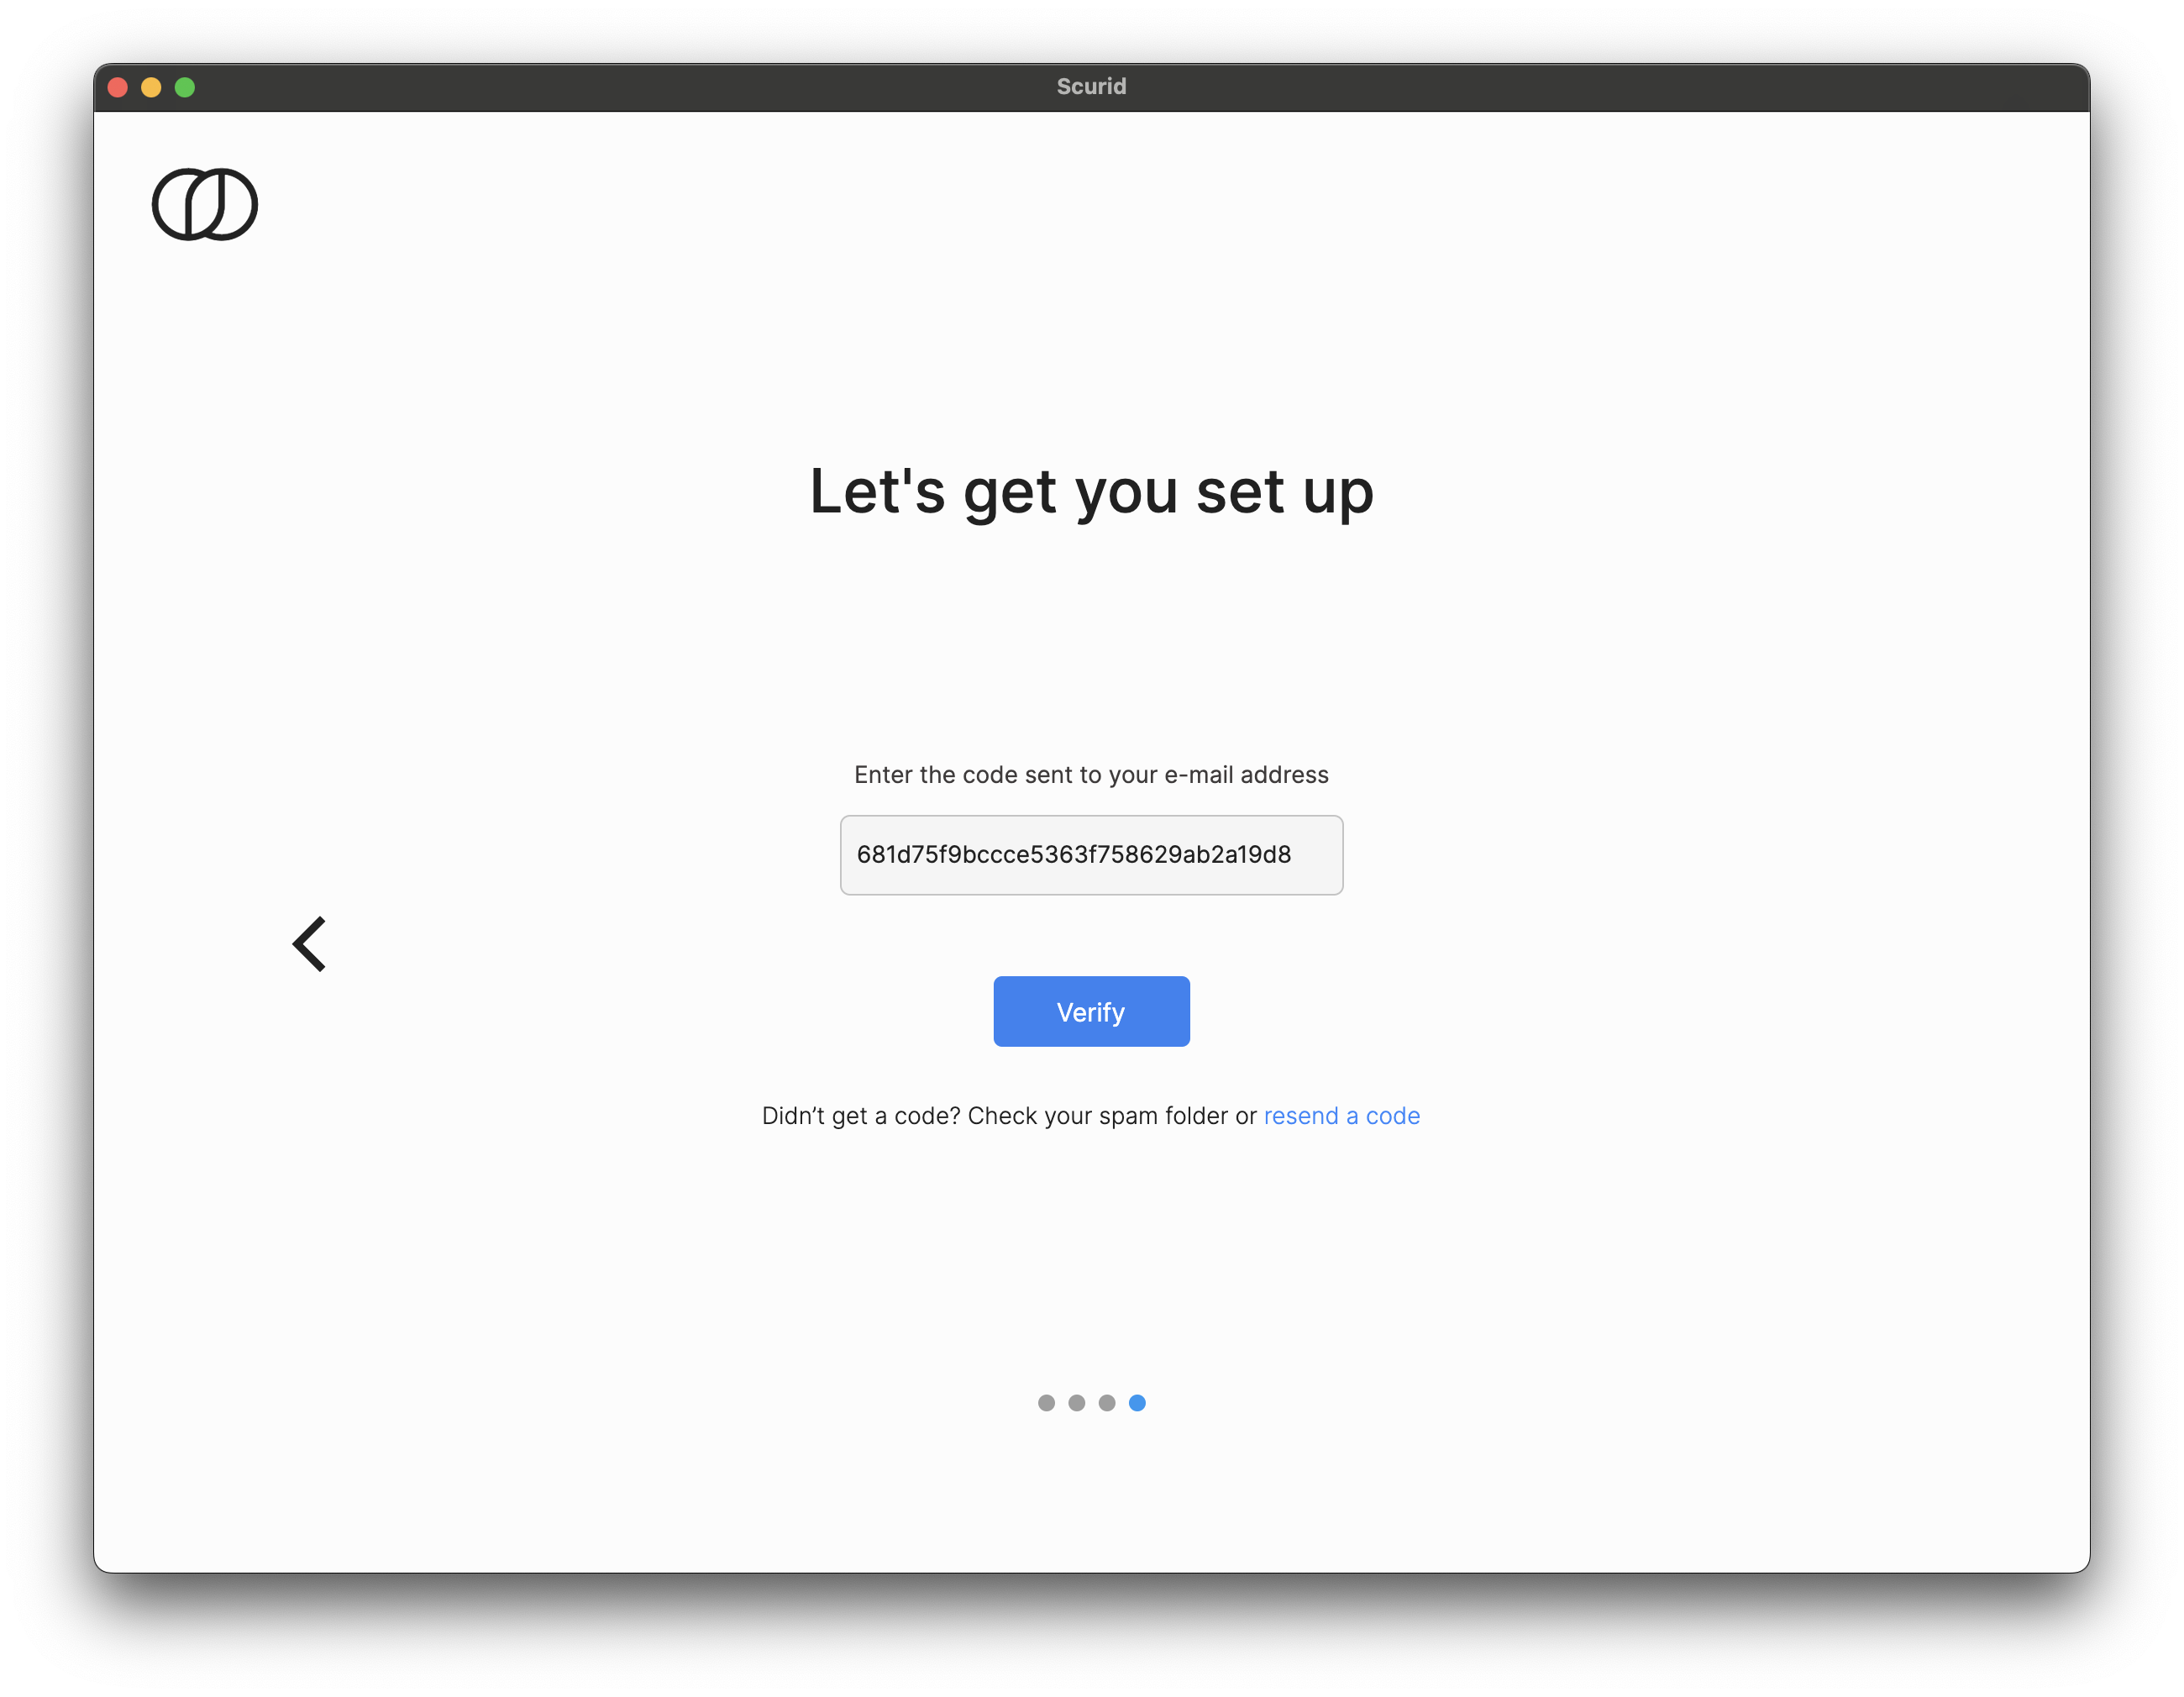 Scurid
Let's get you set up
Enter the code sent to your e-mail address
681d75f9bccce5363f758629ab2a19d8
Verify
Didn’t get a code? Check your spam folder or resend a code